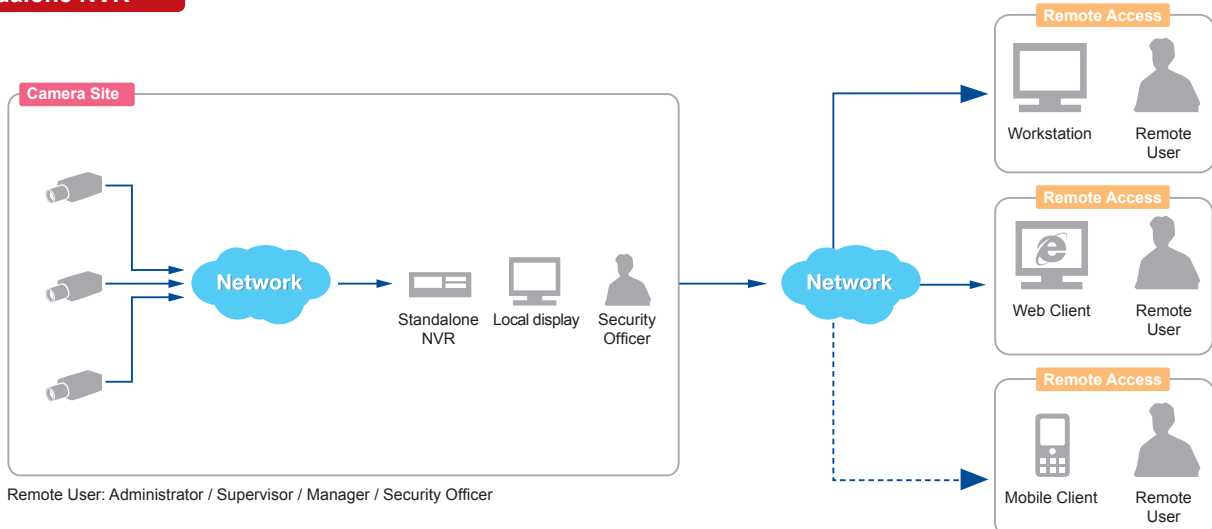 NVR
Camera Site
Network
Standalone
NVR
Local display
Security
Officer
Network
Remote Access
Workstation
Remote
User
Remote Access
Web Client
Remote
User
Remote Access
Mobile Client
Remote
User
Remote User: Administrator / Supervisor / Manager / Security Officer